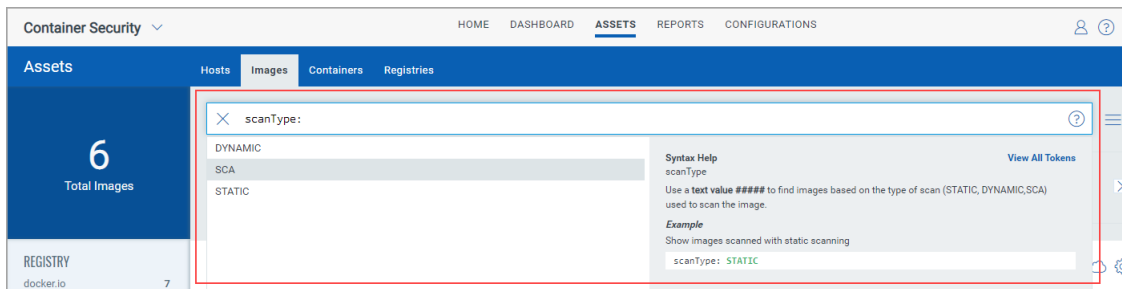 Container Security
HOME DASHBOARD ASSETS REPORTS CONFIGURATIONS
Assets
Hosts Images Containers Registries
6
Total Images
scanType:
DYNAMIC
SCA
STATIC
Syntax Help View All Tokens
scanType
Use a text value ##### to find images based on the type of scan (STATIC, DYNAMIC,SCA)
used to scan the image.
Example
Show images scanned with static scanning
scanType: STATIC
REGISTRY
docker.io 7